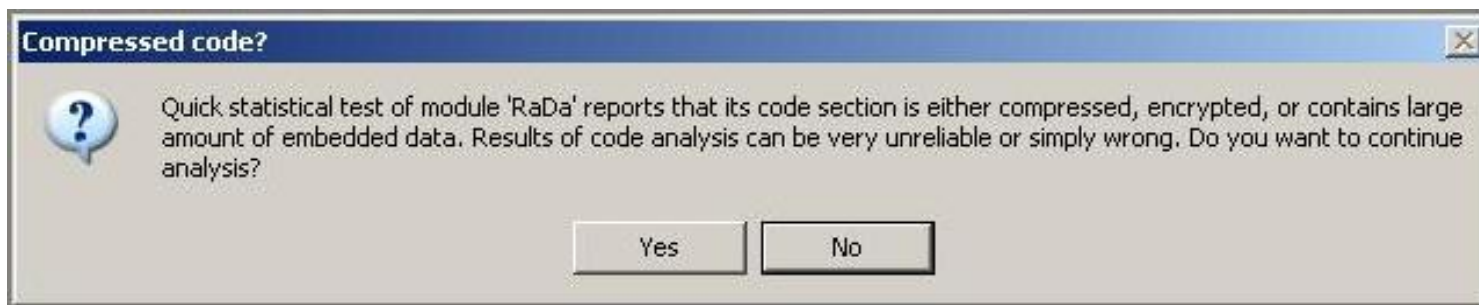 Compressed code?
Quick statistical test of module 'RaDa' reports that its code section is either compressed, encrypted, or contains large
amount of embedded data. Results of code analysis can be very unreliable or simply wrong. Do you want to continue
analysis?
Yes No